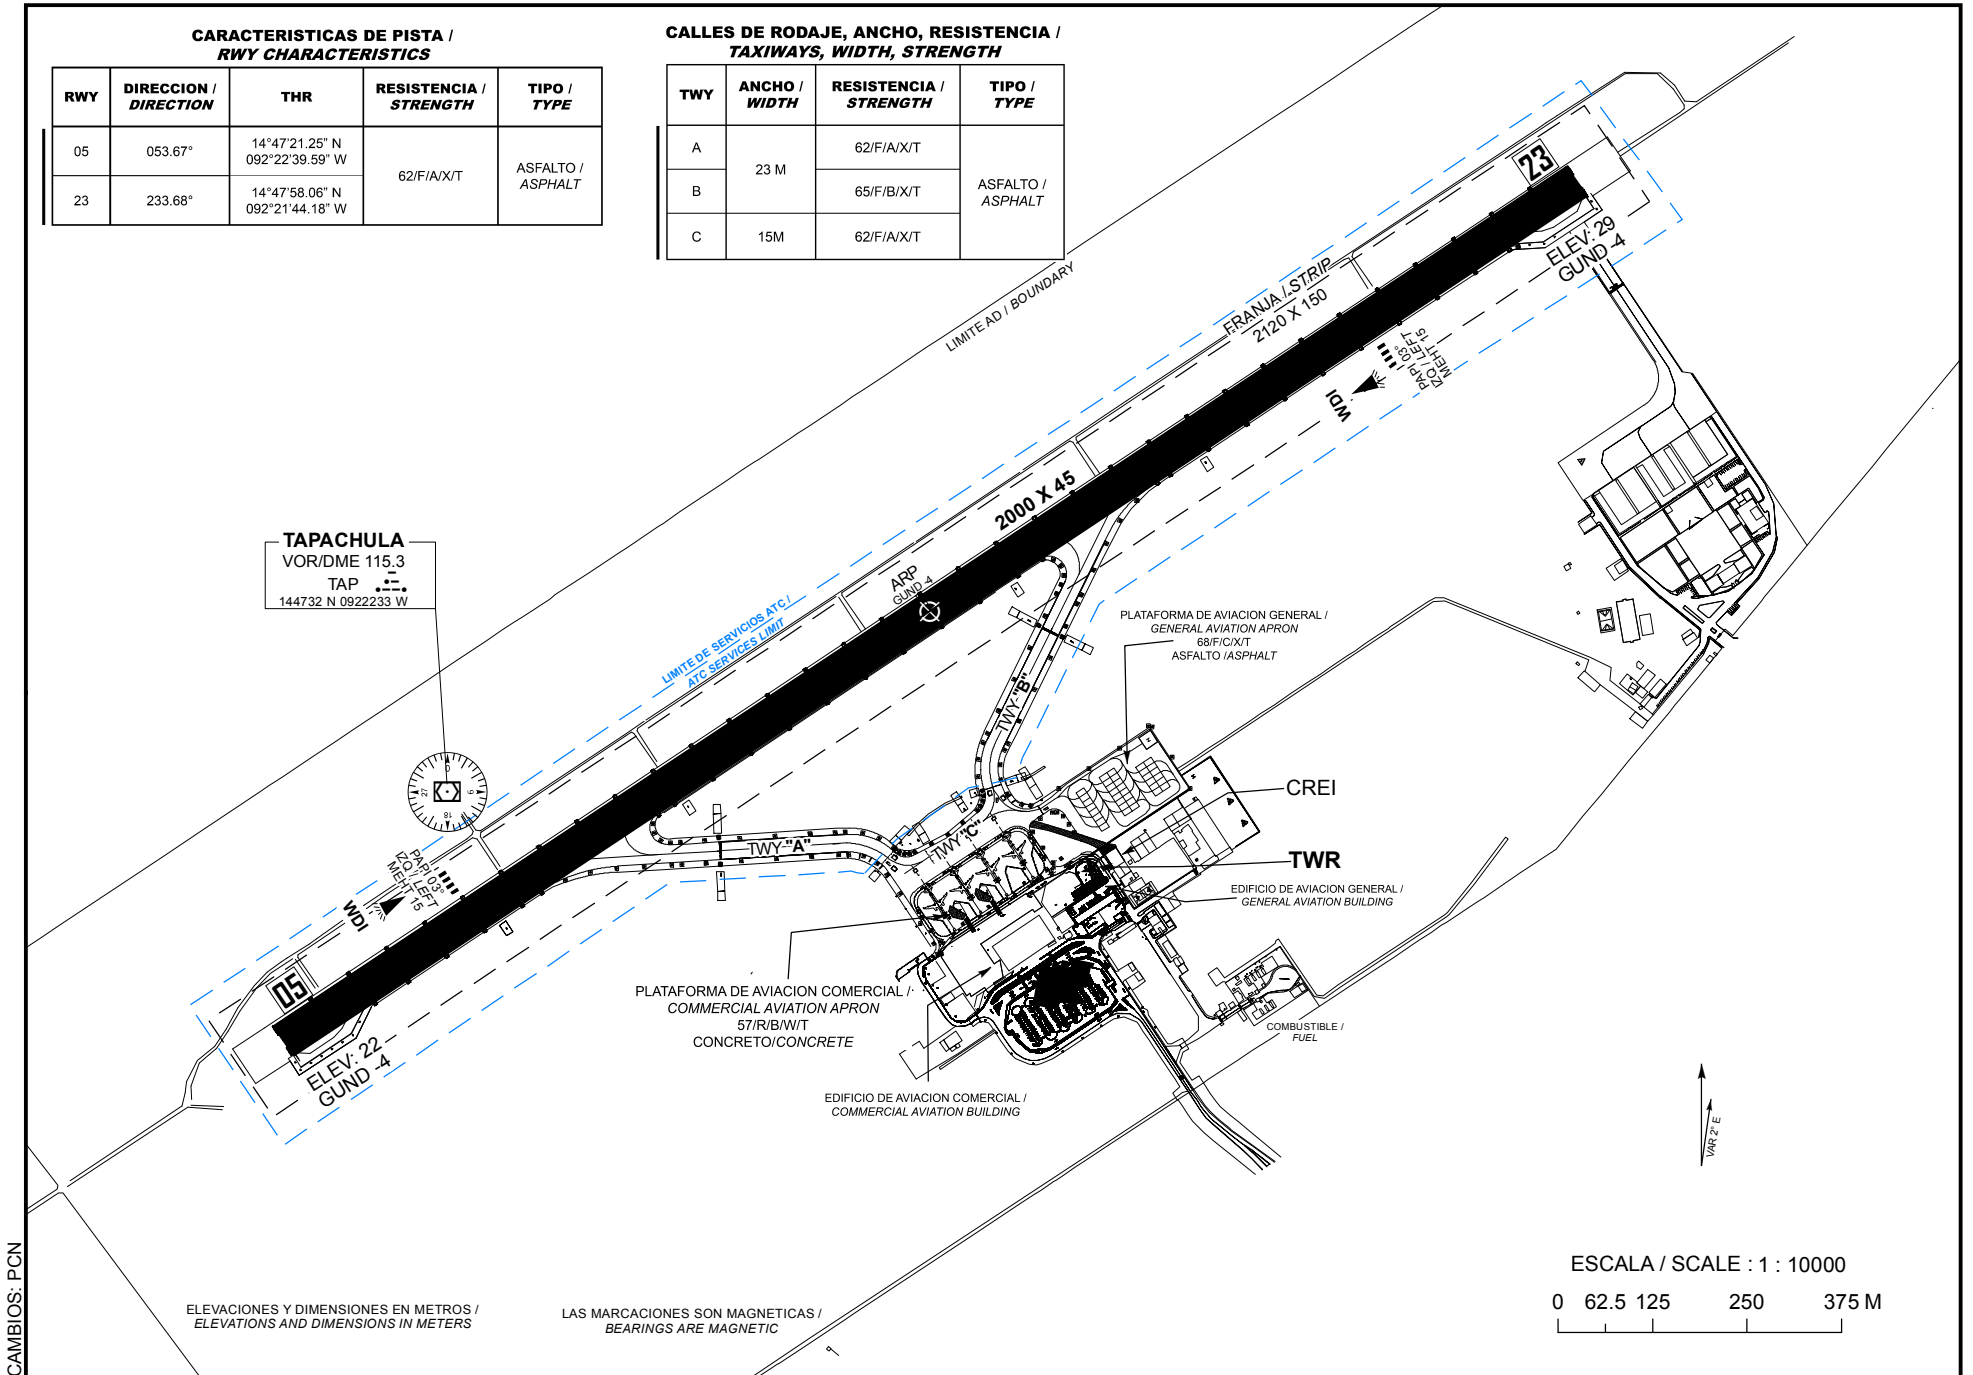 CARACTERISTICAS DE PISTA /
RWY CHARACTERISTICS
RWY
DIRECCION /
DIRECTION
THR
RESISTENCIA /
STRENGTH
TIPO /
TYPE
05
053.67°
14°47'21.25" N
092°22'39.59" W
23
233.68°
14°47'58.06" N
092°21'44.18" W
62/F/A/X/T
ASFALTO /
ASPHALT
CALLES DE RODAJE, ANCHO, RESISTENCIA /
TAXIWAYS, WIDTH, STRENGTH
TWY
ANCHO /
WIDTH
RESISTENCIA /
STRENGTH
TIPO /
TYPE
A
23 M
62/F/A/X/T
B
65/F/B/X/T
C
15M
62/F/A/X/T
ASFALTO /
ASPHALT
23
ELEV: 29
GUND -4
LIMITE AD / BOUNDARY
FRANJA / STRIP
2120 X 150
PAPI 03°
IZQ / LEFT
MEHT 15
WDI
2000 X 45
TAPACHULA
VOR/DME 115.3
TAP
144732 N 0922233 W
ARP
GUND -4
LIMITE DE SERVICIOS ATC /
ATC SERVICES LIMIT
PLATAFORMA DE AVIACION GENERAL /
GENERAL AVIATION APRON
68/F/C/X/T
ASFALTO /ASPHALT
TWY "B"
0
9
18
27
CREI
TWY "A"
TWY "C"
TWR
PAPI 03°
IZQ / LEFT
MEHT 15
WDI
EDIFICIO DE AVIACION GENERAL /
GENERAL AVIATION BUILDING
05
ELEV: 22
GUND -4
PLATAFORMA DE AVIACION COMERCIAL /
COMMERCIAL AVIATION APRON
57/R/B/W/T
CONCRETO/CONCRETE
COMBUSTIBLE /
FUEL
EDIFICIO DE AVIACION COMERCIAL /
COMMERCIAL AVIATION BUILDING
VAR 2° E
ESCALA / SCALE : 1 : 10000
0 62.5 125 250 375 M
ELEVACIONES Y DIMENSIONES EN METROS /
ELEVATIONS AND DIMENSIONS IN METERS
LAS MARCACIONES SON MAGNETICAS /
BEARINGS ARE MAGNETIC
CAMBIOS: PCN